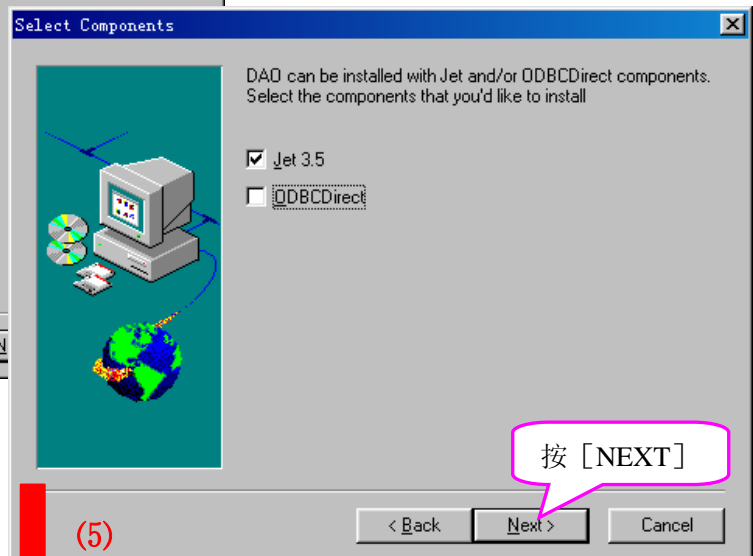 Select Components
DAO can be installed with Jet and/or ODBCDirect components.
Select the components that you'd like to install
Jet 3.5
ODBCDirect
N
按［NEXT］
< Back
Next >
Cancel
(5)